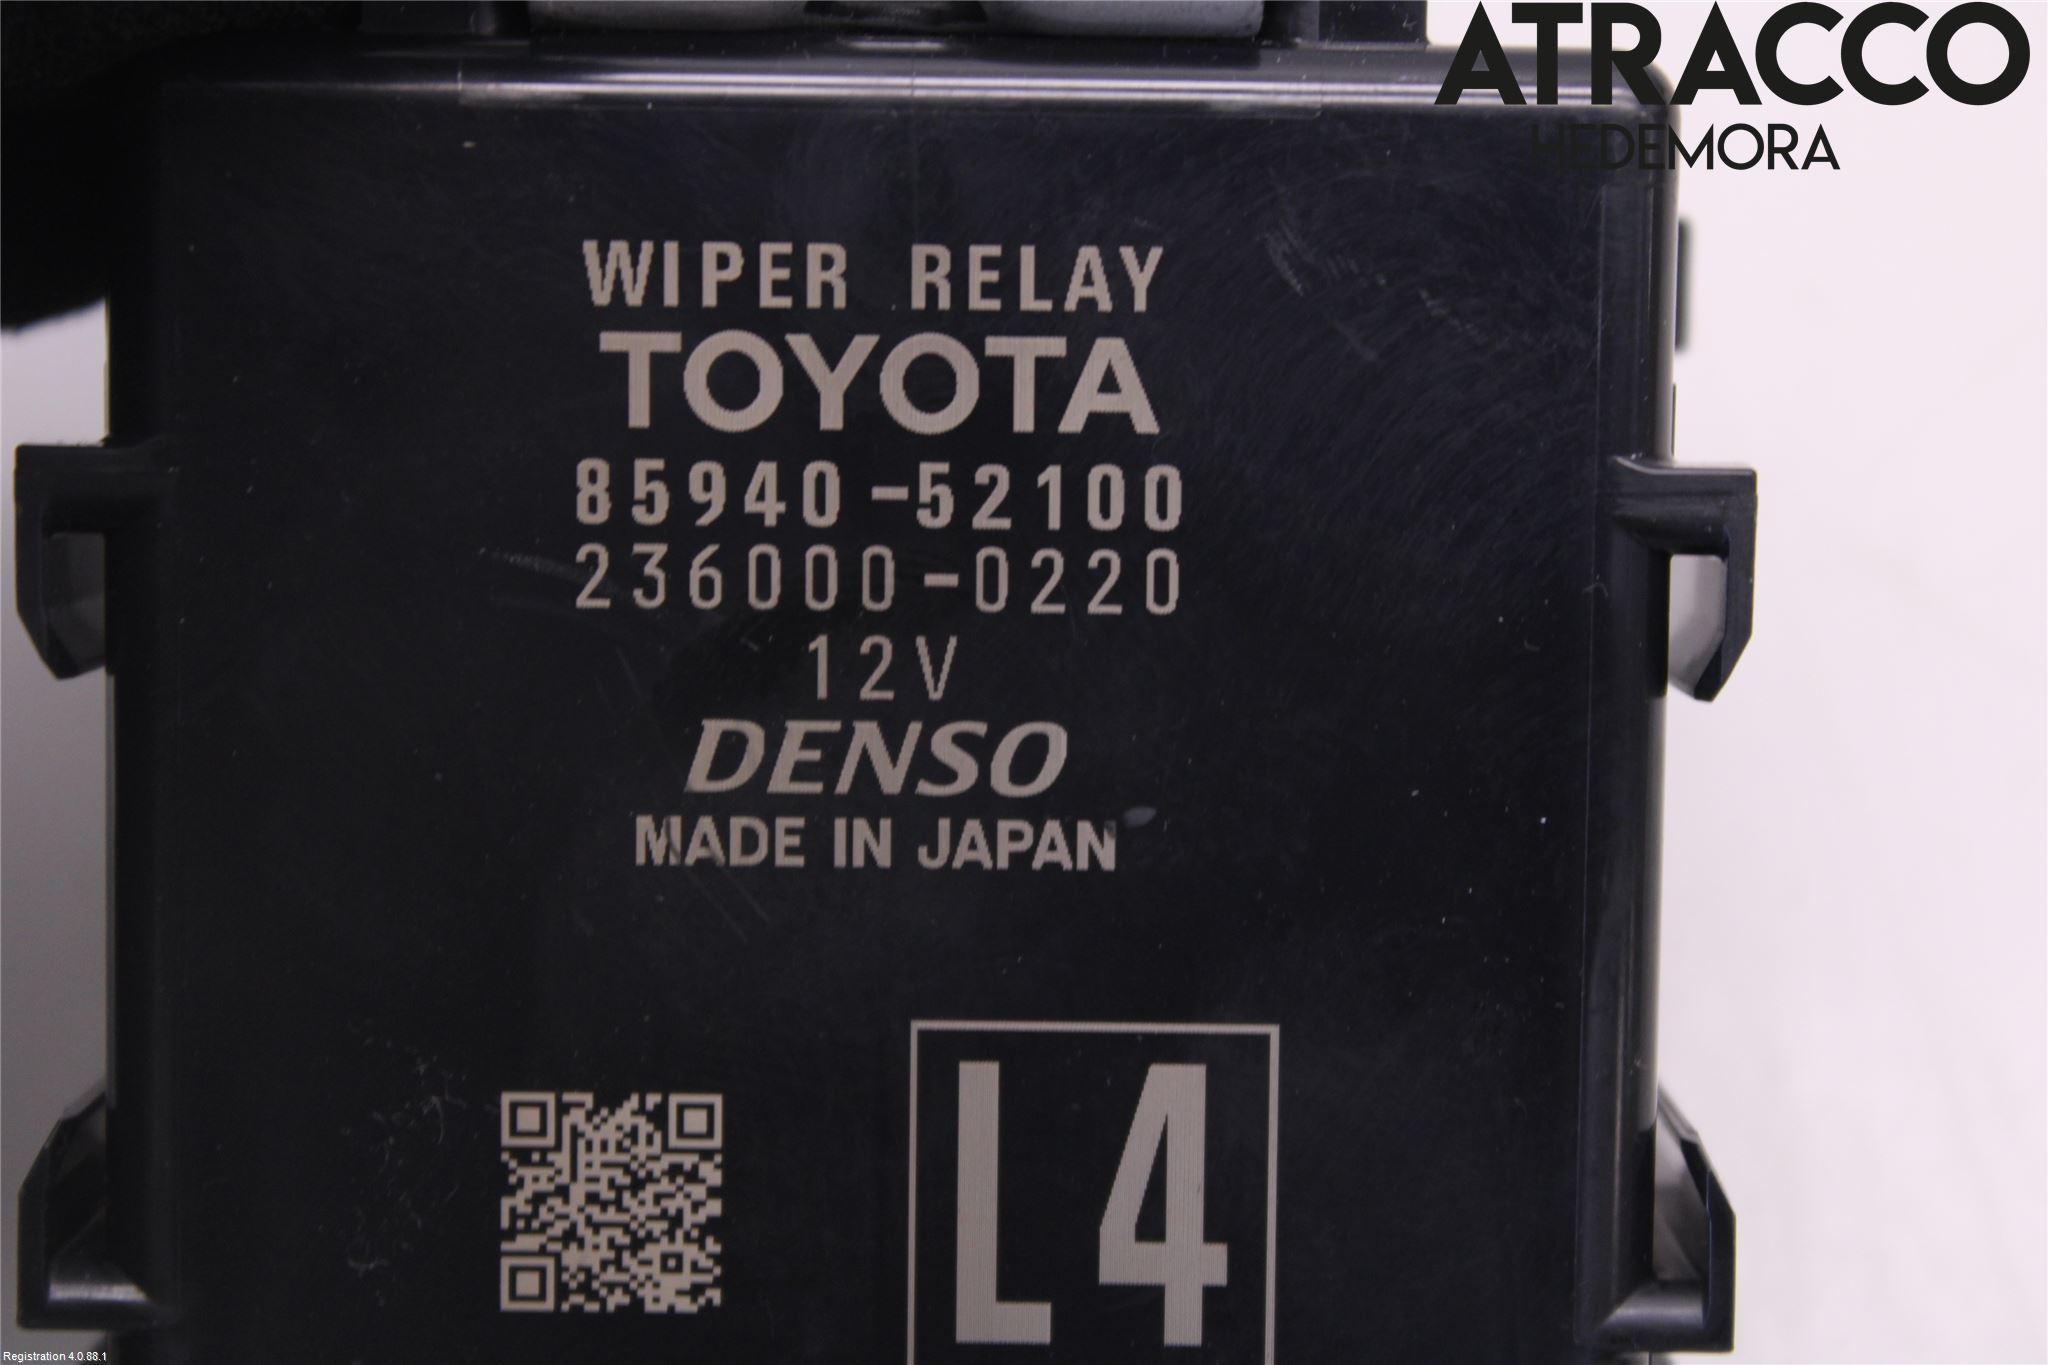 ATRACCO
HEDEMORA
WIPER RELAY
TOYOTA
85940-52100
236000-0220
12V
DENSO
MADE IN JAPAN
L4
Registration 4.0.88.1